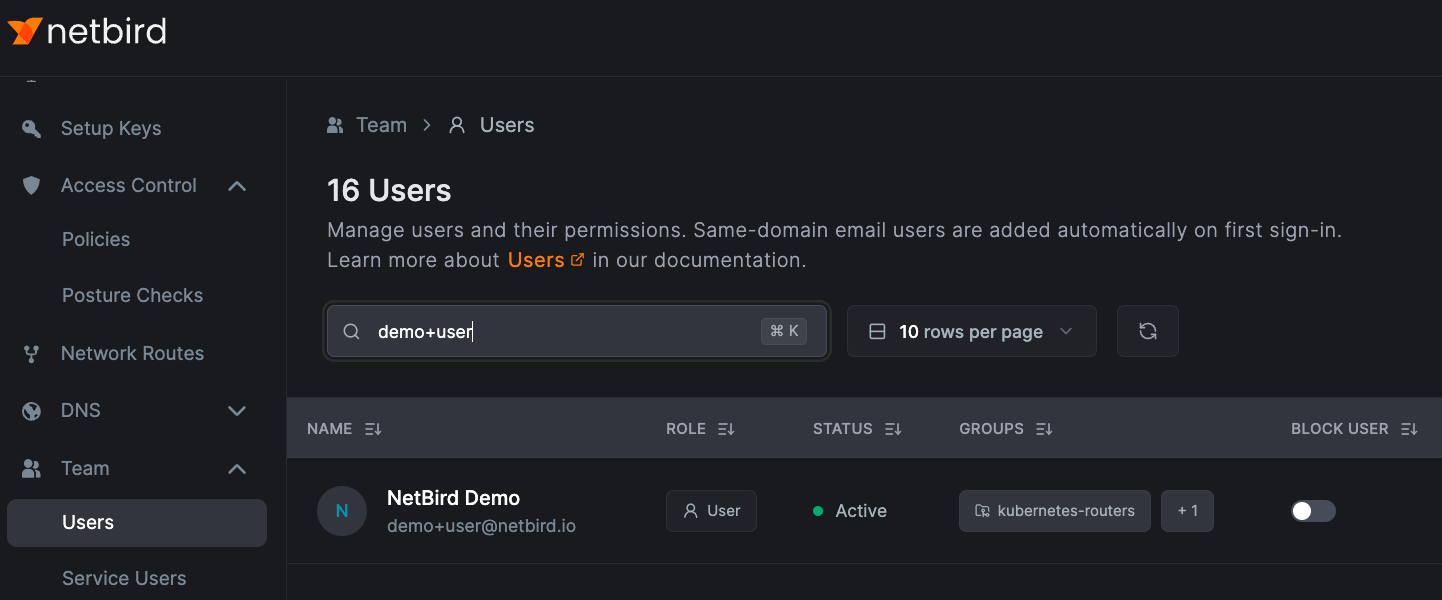 netbird
Setup Keys
Access Control
Policies
Posture Checks
Network Routes
DNS
Team
Users
Service Users
Team > Users
16 Users
Manage users and their permissions. Same-domain email users are added automatically on first sign-in.
Learn more about Users in our documentation.
demo+user ⌘ K
10 rows per page
NAME ROLE STATUS GROUPS BLOCK USER
N
NetBird Demo
demo+user@netbird.io
User
Active
kubernetes-routers
+ 1